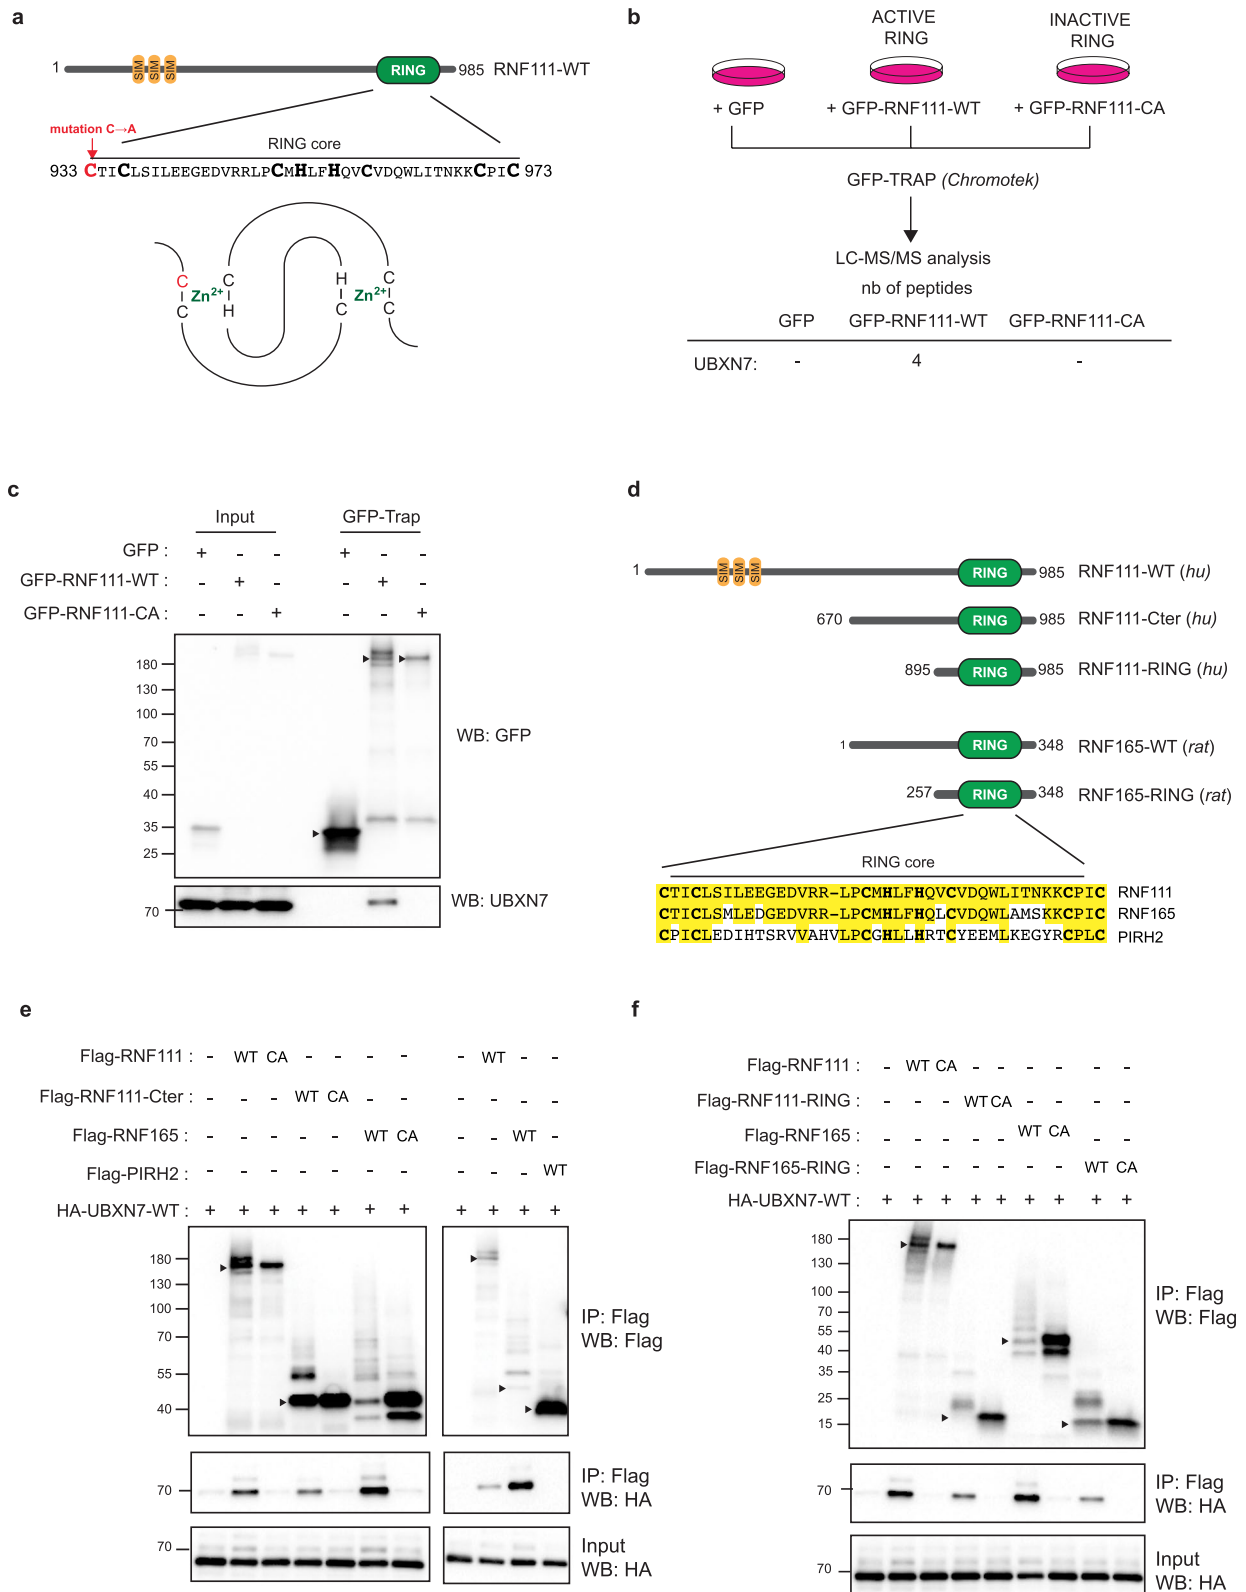 a
1 SIM SIM SIM RING 985 RNF111-WT
mutation C→A
RING core
933 CTICLSILEEGEDVRRLPCMHLFHQVCVDQWLITNKKCPIC 973
C C H C
Zn2+ Zn2+
C H C C
b
ACTIVE RING
INACTIVE RING
+ GFP + GFP-RNF111-WT + GFP-RNF111-CA
GFP-TRAP (Chromotek)
LC-MS/MS analysis
nb of peptides
GFP GFP-RNF111-WT GFP-RNF111-CA
UBXN7: - 4 -
c
Input GFP-Trap
GFP : + - - + - -
GFP-RNF111-WT : - + - - + -
GFP-RNF111-CA : - - + - - +
180
130
100
70
55
40
35
25
WB: GFP
70
WB: UBXN7
d
1 SIM SIM SIM RING 985 RNF111-WT (hu)
670 RING 985 RNF111-Cter (hu)
895 RING 985 RNF111-RING (hu)
1 RING 348 RNF165-WT (rat)
257 RING 348 RNF165-RING (rat)
RING core
CTICLSILEEGEDVRR–LPCMHLFHQVCVDQWLITNKKCPIC RNF111
CTICLSMLEDGEDVRR–LPCMHLFHQLCVDQWLAMSKKCPIC RNF165
CPICLEDIHTSRVVAHVLPCGHLLHRTCYEEMLKEGYRCPLC PIRH2
e
Flag-RNF111 : - WT CA - - - - - WT - -
Flag-RNF111-Cter : - - - WT CA - - - - - -
Flag-RNF165 : - - - - - WT CA - - WT -
Flag-PIRH2 : - - - - - - - - - - WT
HA-UBXN7-WT : + + + + + + + + + + +
180
130
100
70
55
40
IP: Flag
WB: Flag
70
IP: Flag
WB: HA
70
Input
WB: HA
f
Flag-RNF111 : - WT CA - - - - - -
Flag-RNF111-RING : - - - WT CA - - - -
Flag-RNF165 : - - - - - WT CA - -
Flag-RNF165-RING : - - - - - - - WT CA
HA-UBXN7-WT : + + + + + + + + +
180
130
100
70
55
40
35
25
15
IP: Flag
WB: Flag
70
IP: Flag
WB: HA
70
Input
WB: HA